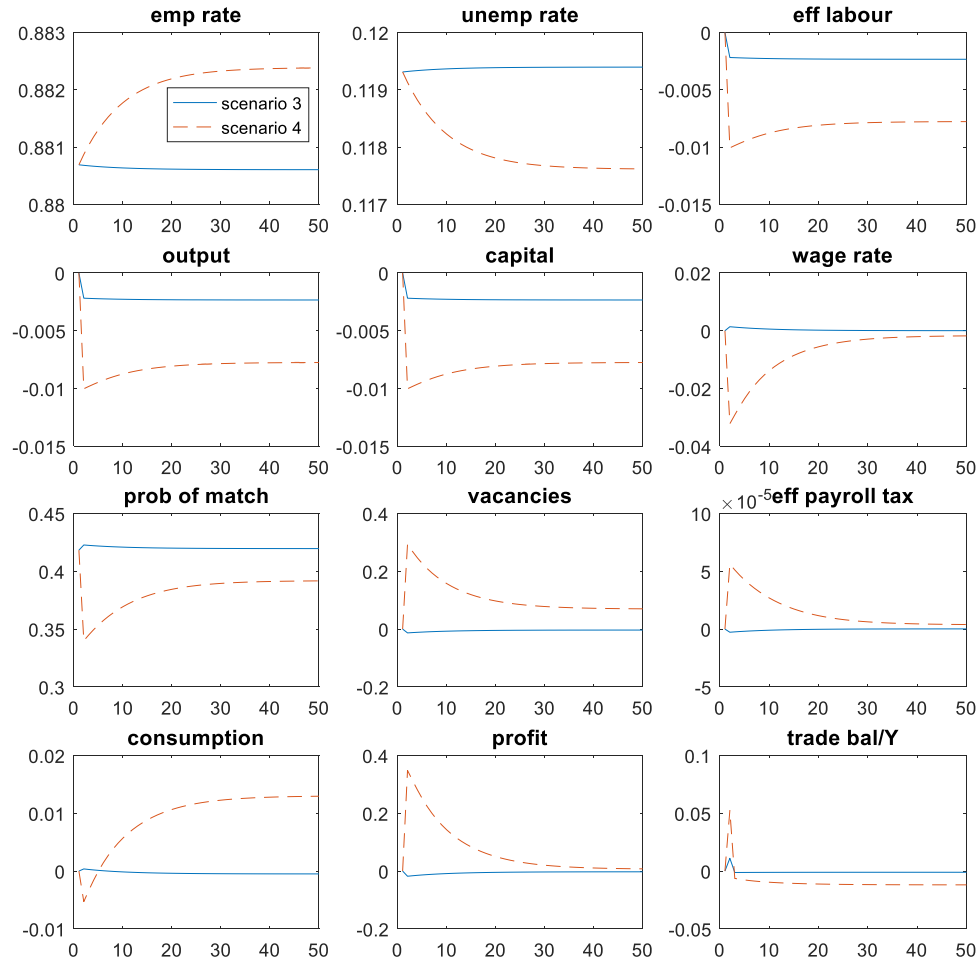 emp rate
0.883
0.882
0.881
0.88
0 10 20 30 40 50
scenario 3
scenario 4
unemp rate
0.12
0.119
0.118
0.117
0 10 20 30 40 50
eff labour
0
-0.005
-0.01
-0.015
0 10 20 30 40 50
output
0
-0.005
-0.01
-0.015
0 10 20 30 40 50
capital
0
-0.005
-0.01
-0.015
0 10 20 30 40 50
wage rate
0.02
0
-0.02
-0.04
0 10 20 30 40 50
prob of match
0.45
0.4
0.35
0.3
0 10 20 30 40 50
vacancies
0.4
0.2
0
-0.2
0 10 20 30 40 50
×10⁻⁵ eff payroll tax
10
5
0
-5
0 10 20 30 40 50
consumption
0.02
0.01
0
-0.01
0 10 20 30 40 50
profit
0.4
0.2
0
-0.2
0 10 20 30 40 50
trade bal/Y
0.1
0.05
0
-0.05
0 10 20 30 40 50